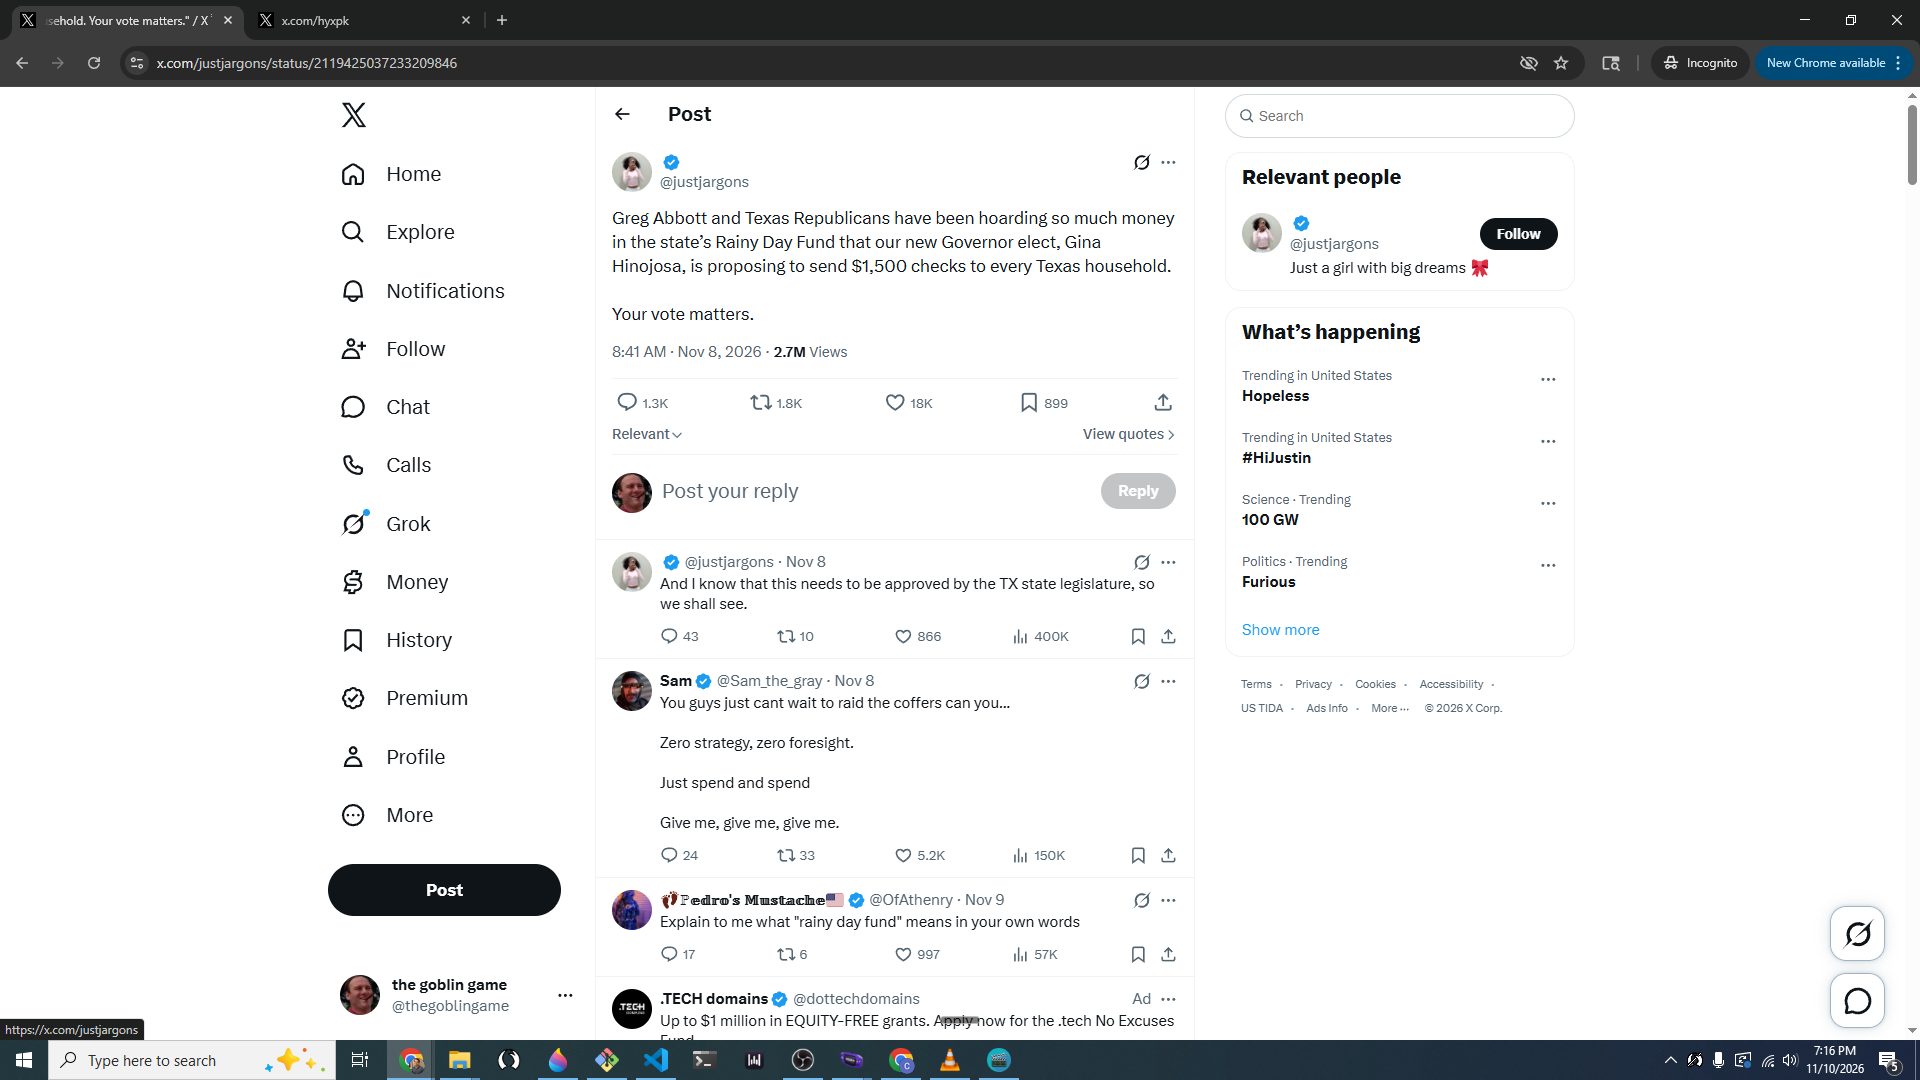 sehold. Your vote matters." / X
x.com/hyxpk
x.com/justjargons/status/2119425037233209846
Incognito
New Chrome available
Home
Explore
Notifications
Follow
Chat
Calls
Grok
Money
History
Premium
Profile
More
Post
the goblin game
@thegoblingame
https://x.com/justjargons
Post
@justjargons
Greg Abbott and Texas Republicans have been hoarding so much money
in the state’s Rainy Day Fund that our new Governor elect, Gina
Hinojosa, is proposing to send $1,500 checks to every Texas household.
Your vote matters.
8:41 AM · Nov 8, 2026 · 2.7M Views
1.3K 1.8K 18K 899
Relevant View quotes
Post your reply Reply
@justjargons · Nov 8
And I know that this needs to be approved by the TX state legislature, so
we shall see.
43 10 866 400K
Sam @Sam_the_gray · Nov 8
You guys just cant wait to raid the coffers can you...
Zero strategy, zero foresight.
Just spend and spend
Give me, give me, give me.
24 33 5.2K 150K
👣ℙ𝕖𝕕𝕣𝕠'𝕤 𝕄𝕦𝕤𝕥𝕒𝕔𝕙𝕖🇺🇸 @OfAthenry · Nov 9
Explain to me what "rainy day fund" means in your own words
17 6 997 57K
.TECH
.TECH domains @dottechdomains Ad
Up to $1 million in EQUITY-FREE grants. Apply now for the .tech No Excuses
Fund
Search
Relevant people
@justjargons
Follow
Just a girl with big dreams 🎀
What’s happening
Trending in United States
Hopeless
Trending in United States
#HiJustin
Science · Trending
100 GW
Politics · Trending
Furious
Show more
Terms · Privacy · Cookies · Accessibility ·
US TIDA · Ads Info · More ··· © 2026 X Corp.
Type here to search
7:16 PM
11/10/2026
5